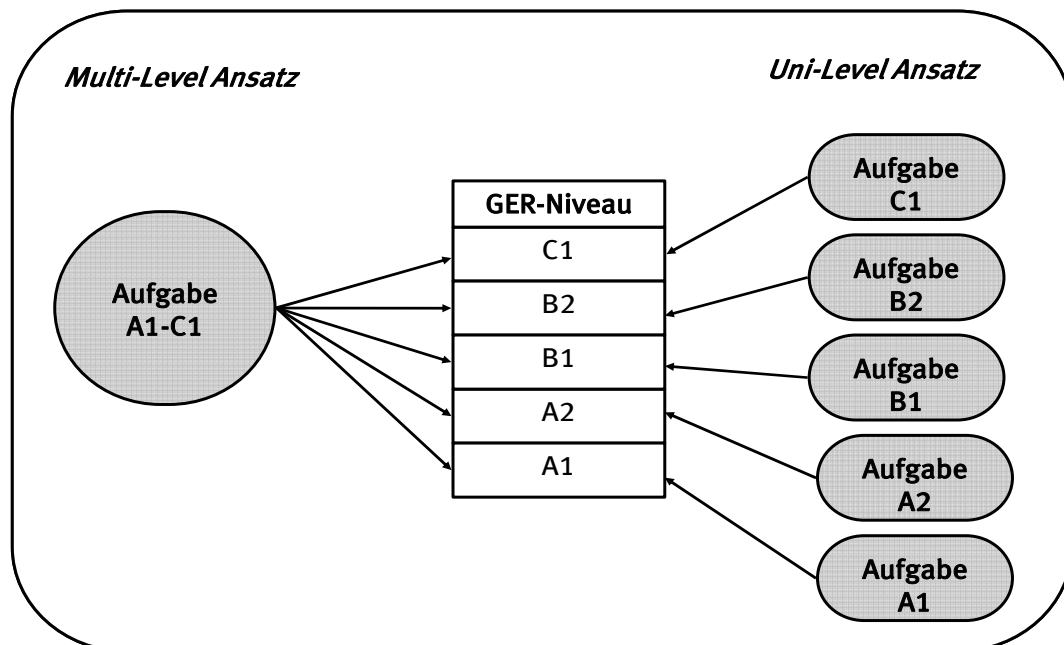 Multi-Level Ansatz
Uni-Level Ansatz
Aufgabe
A1-C1
GER-Niveau
C1
B2
B1
A2
A1
Aufgabe
C1
Aufgabe
B2
Aufgabe
B1
Aufgabe
A2
Aufgabe
A1